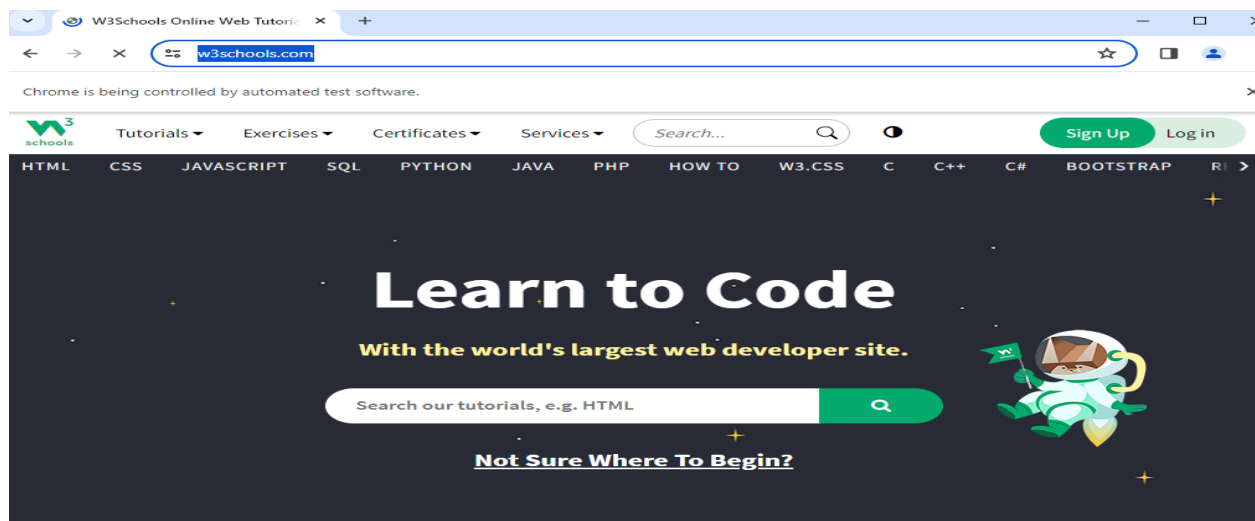 W3Schools Online Web Tutoria
w3schools.com
Chrome is being controlled by automated test software.
W3 schools Tutorials Exercises Certificates Services Search... Sign Up Log in
HTML CSS JAVASCRIPT SQL PYTHON JAVA PHP HOW TO W3.CSS C C++ C# BOOTSTRAP
Learn to Code
With the world's largest web developer site.
Search our tutorials, e.g. HTML
Not Sure Where To Begin?